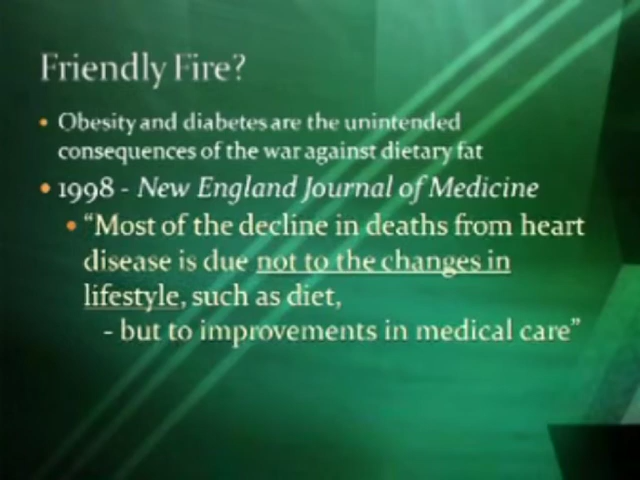 Friendly Fire?
• Obesity and diabetes are the unintended
consequences of the war against dietary fat
• 1998 - New England Journal of Medicine
• “Most of the decline in deaths from heart
disease is due not to the changes in
lifestyle, such as diet,
- but to improvements in medical care”